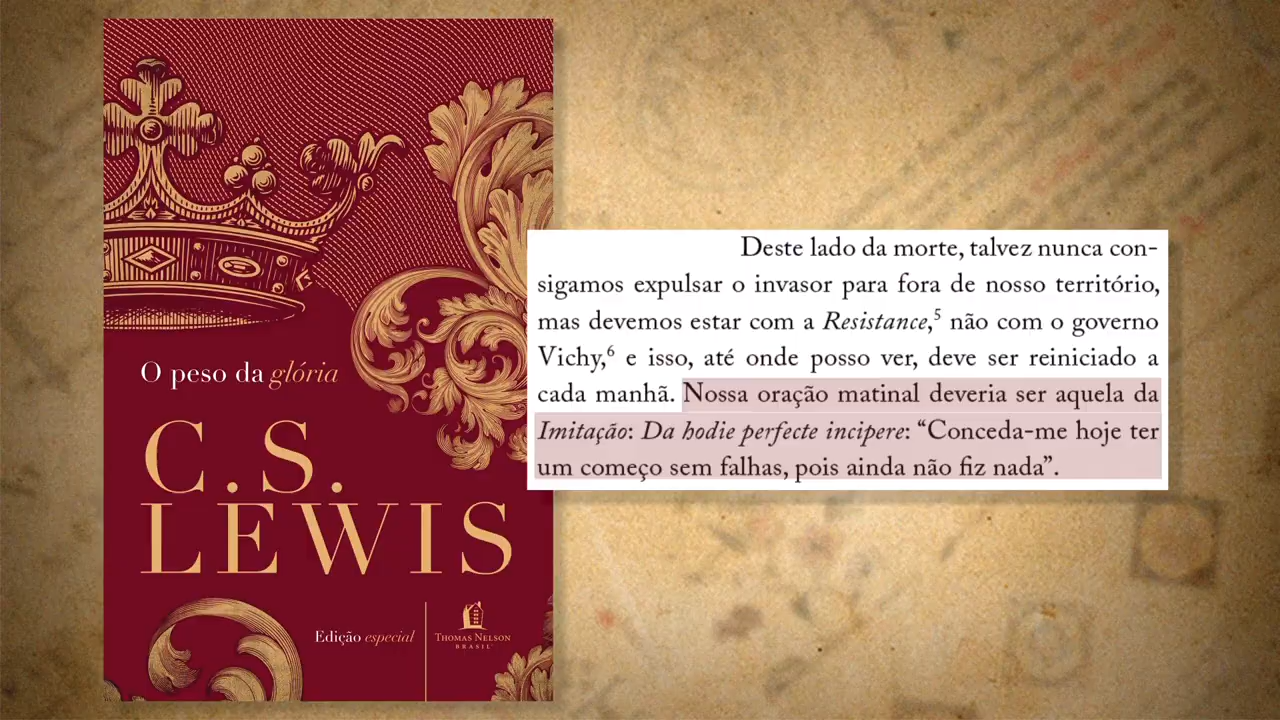 O peso da glória
C.S.
LEWIS
Edição especial
THOMAS NELSON
BRASIL
Deste lado da morte, talvez nunca con-
sigamos expulsar o invasor para fora de nosso território,
mas devemos estar com a Resistance,⁵ não com o governo
Vichy,⁶ e isso, até onde posso ver, deve ser reiniciado a
cada manhã. Nossa oração matinal deveria ser aquela da
Imitação: Da hodie perfecte incipere: “Conceda-me hoje ter
um começo sem falhas, pois ainda não fiz nada”.